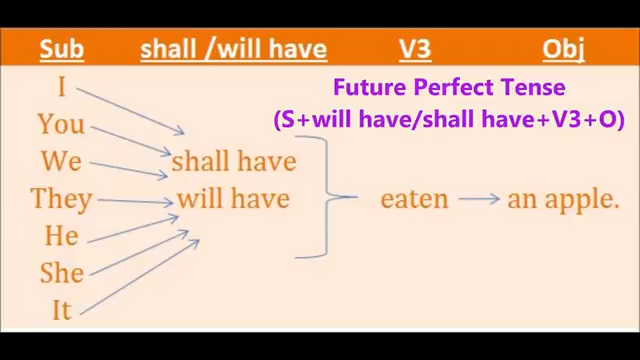 Sub shall /will have V3 Obj
I
Future Perfect Tense
You
(S+will have/shall have+V3+O)
We
shall have
They
will have
eaten
an apple.
He
She
It